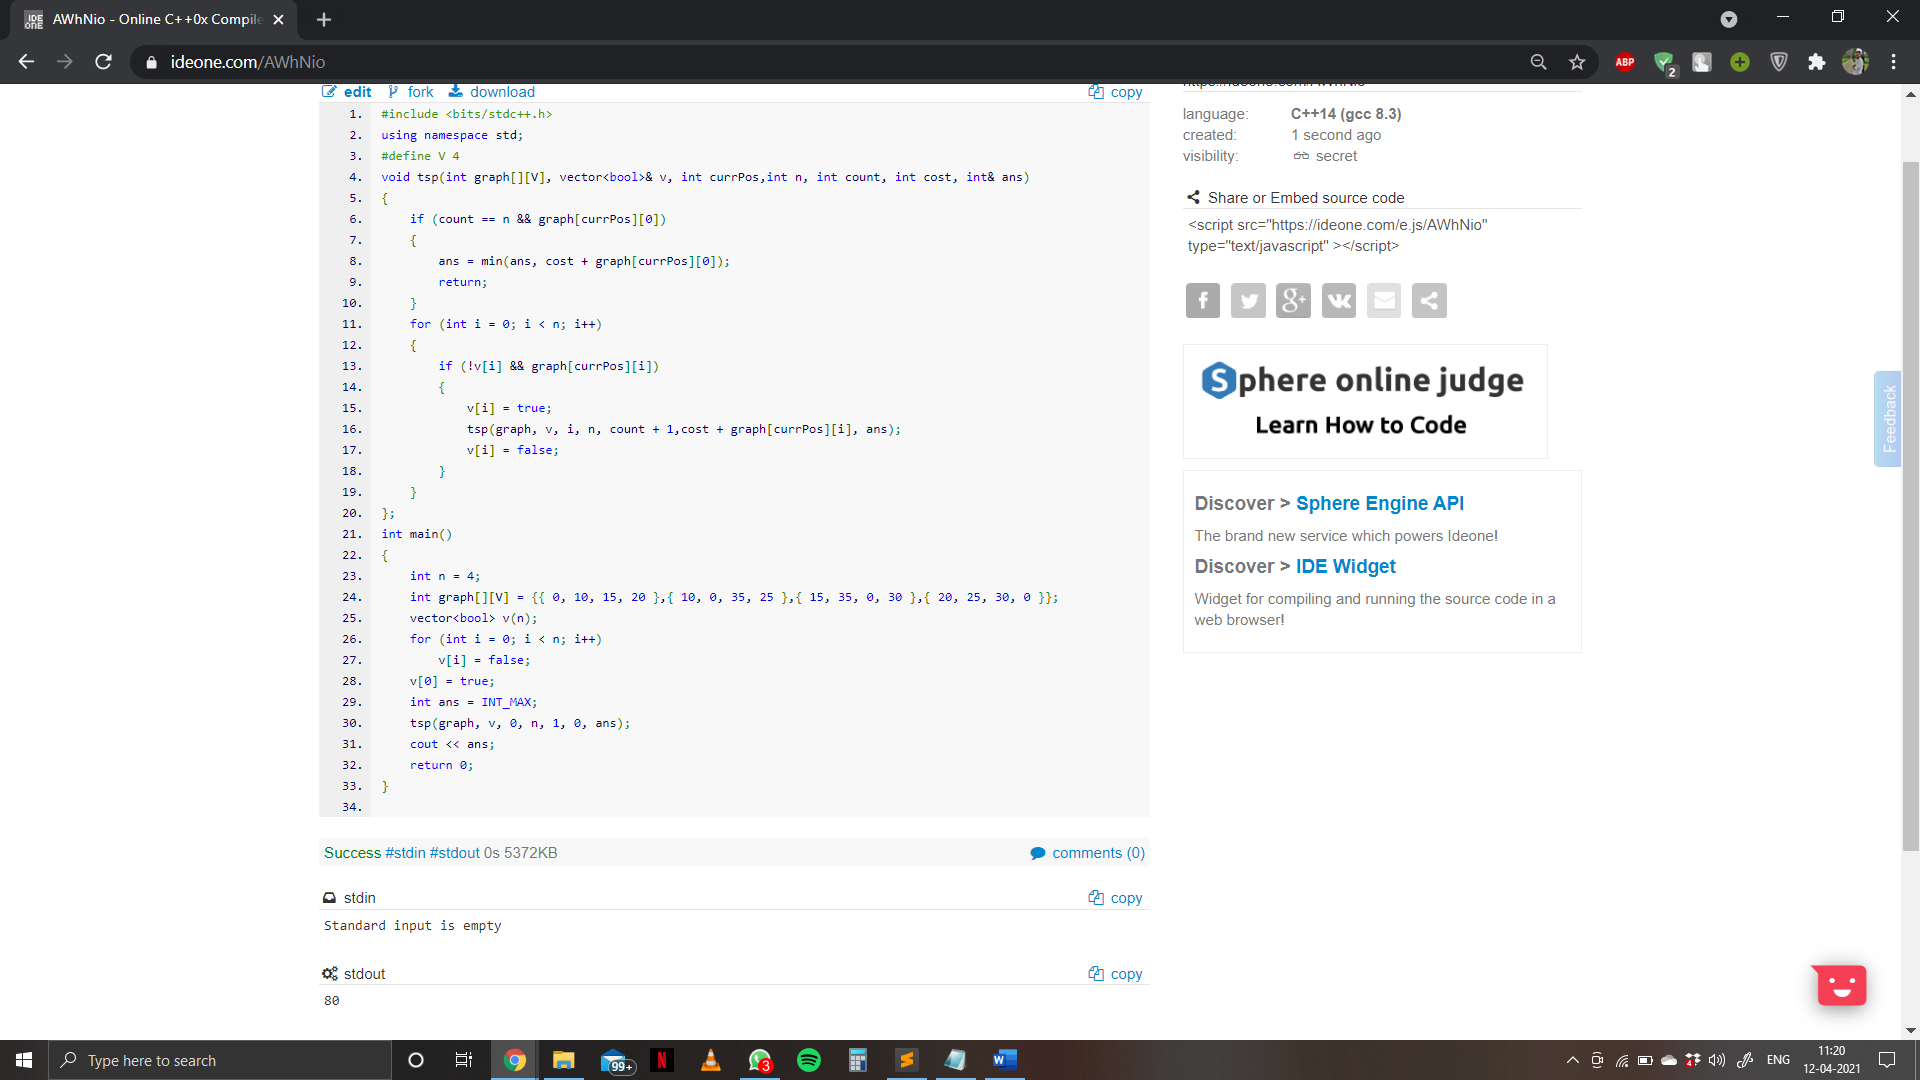 AWhNio - Online C++0x Compile
ideone.com/AWhNio
ABP
2
edit fork download copy
1. #include <bits/stdc++.h>
2. using namespace std;
3. #define V 4
4. void tsp(int graph[][V], vector<bool>& v, int currPos,int n, int count, int cost, int& ans)
5. {
6. if (count == n && graph[currPos][0])
7. {
8. ans = min(ans, cost + graph[currPos][0]);
9. return;
10. }
11. for (int i = 0; i < n; i++)
12. {
13. if (!v[i] && graph[currPos][i])
14. {
15. v[i] = true;
16. tsp(graph, v, i, n, count + 1,cost + graph[currPos][i], ans);
17. v[i] = false;
18. }
19. }
20. };
21. int main()
22. {
23. int n = 4;
24. int graph[][V] = {{ 0, 10, 15, 20 },{ 10, 0, 35, 25 },{ 15, 35, 0, 30 },{ 20, 25, 30, 0 }};
25. vector<bool> v(n);
26. for (int i = 0; i < n; i++)
27. v[i] = false;
28. v[0] = true;
29. int ans = INT_MAX;
30. tsp(graph, v, 0, n, 1, 0, ans);
31. cout << ans;
32. return 0;
33. }
34.
Success #stdin #stdout 0s 5372KB
comments (0)
stdin copy
Standard input is empty
stdout copy
80
https://ideone.com/AWhNio
language: C++14 (gcc 8.3)
created: 1 second ago
visibility: secret
Share or Embed source code
<script src="https://ideone.com/e.js/AWhNio"
type="text/javascript" ></script>
Sphere online judge
Learn How to Code
Discover > Sphere Engine API
The brand new service which powers Ideone!
Discover > IDE Widget
Widget for compiling and running the source code in a
web browser!
Feedback
Type here to search
99+
3
ENG
11:20
12-04-2021